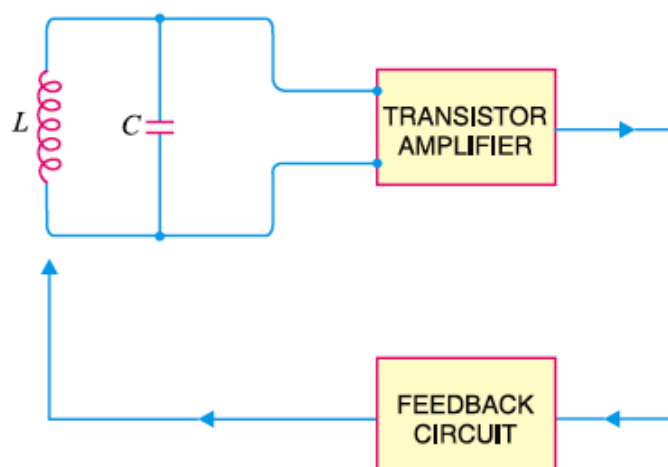 L
C
TRANSISTOR
AMPLIFIER
FEEDBACK
CIRCUIT